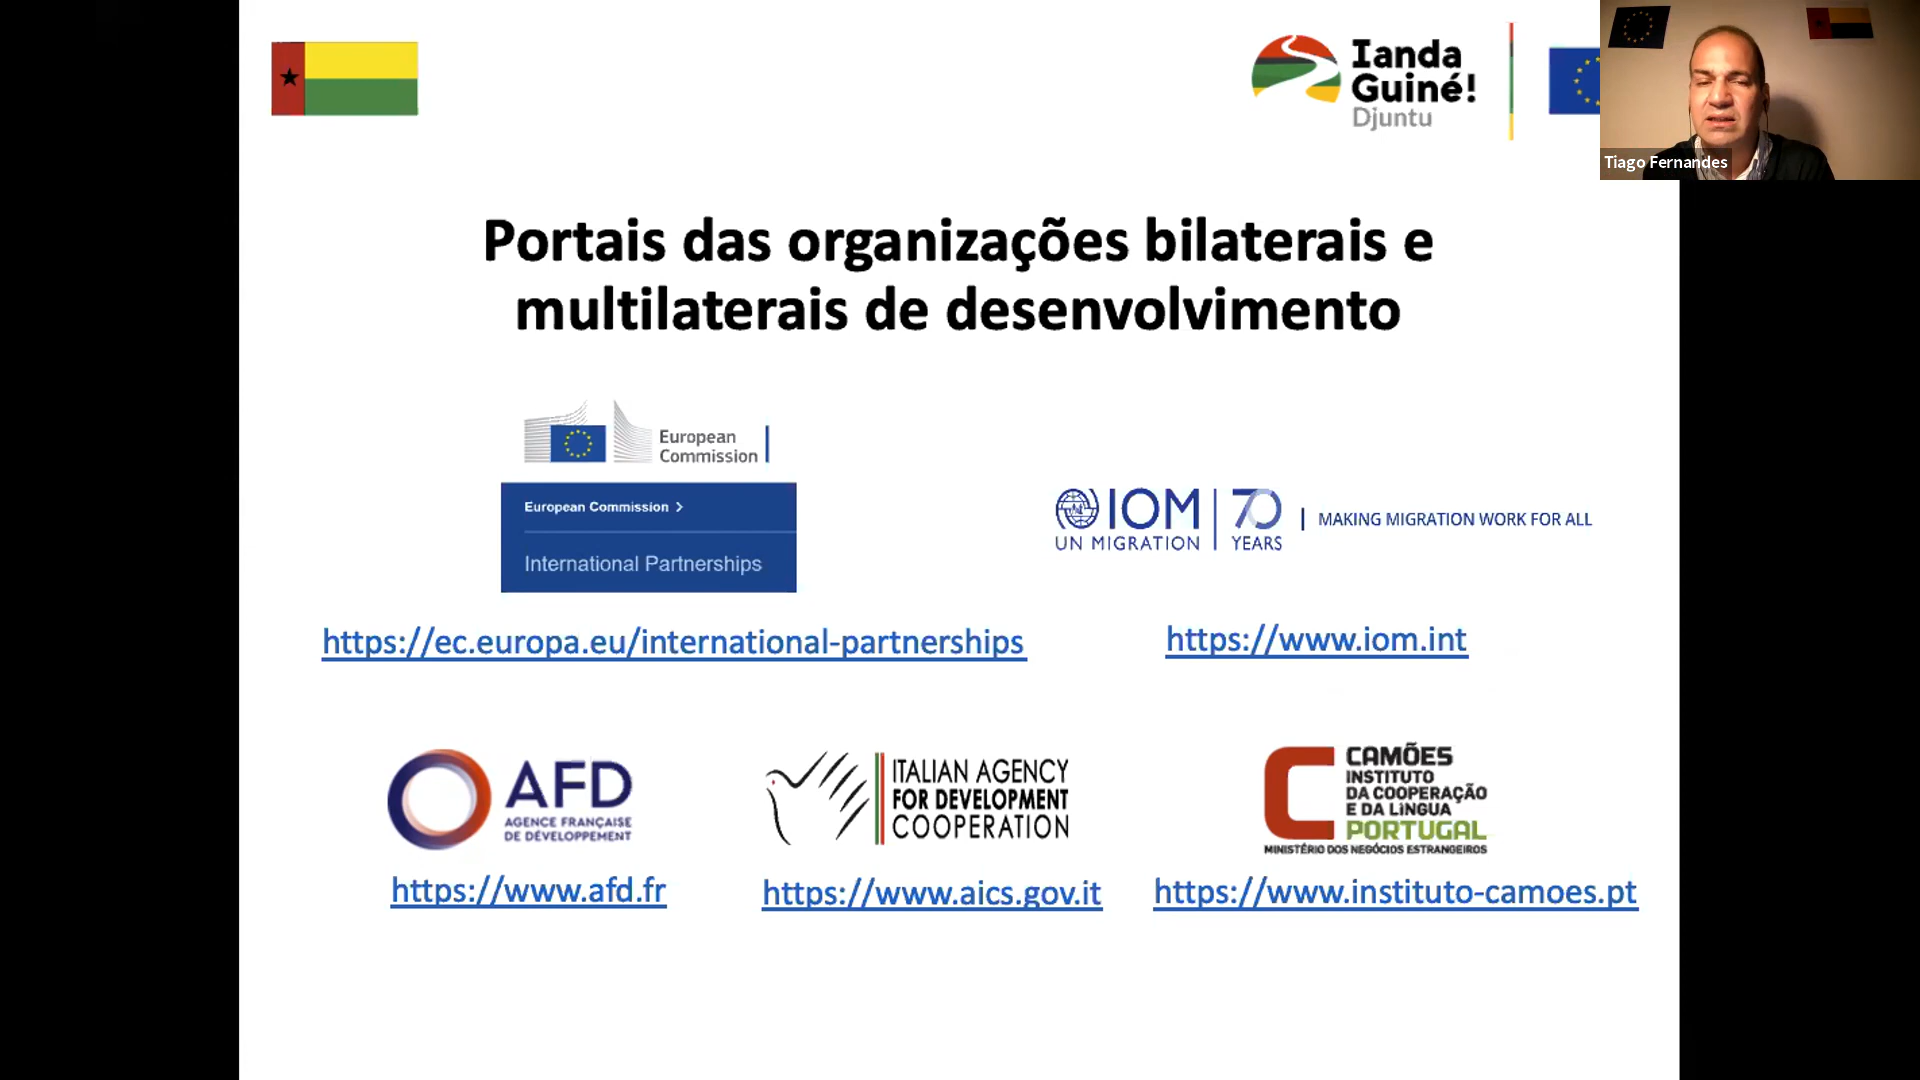 Ianda
Guiné!
Djuntu
Tiago Fernandes
Portais das organizações bilaterais e
multilaterais de desenvolvimento
European
Commission
European Commission >
International Partnerships
IOM
UN MIGRATION
70
YEARS
MAKING MIGRATION WORK FOR ALL
https://ec.europa.eu/international-partnerships
https://www.iom.int
AFD
AGENCE FRANÇAISE
DE DÉVELOPPEMENT
ITALIAN AGENCY
FOR DEVELOPMENT
COOPERATION
CAMÕES
INSTITUTO
DA COOPERAÇÃO
E DA LÍNGUA
PORTUGAL
MINISTÉRIO DOS NEGÓCIOS ESTRANGEIROS
https://www.afd.fr
https://www.aics.gov.it
https://www.instituto-camoes.pt